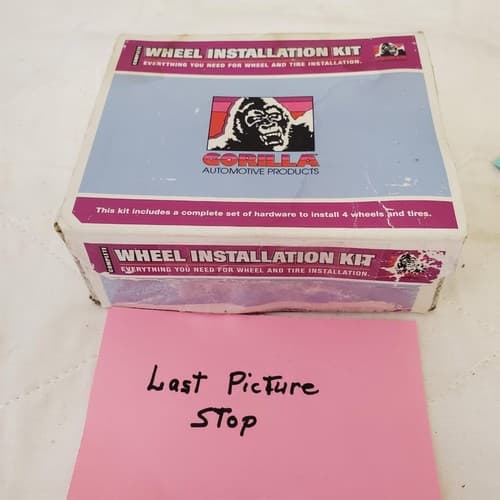 COMPLETE WHEEL INSTALLATION KIT
EVERYTHING YOU NEED FOR WHEEL AND TIRE INSTALLATION.
GORILLA
AUTOMOTIVE PRODUCTS
This kit includes a complete set of hardware to install 4 wheels and tires.
COMPLETE WHEEL INSTALLATION KIT
EVERYTHING YOU NEED FOR WHEEL AND TIRE INSTALLATION.
Last Picture
Stop